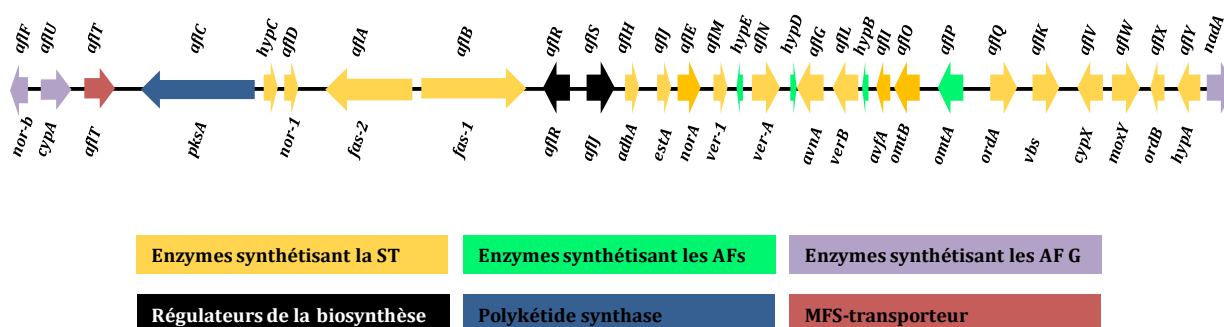 aflF aflU aflT aflC hypC aflD aflA aflB aflR aflS aflH aflJ aflE aflM hypE aflN hypD aflG aflL hypB aflI aflO aflP aflQ aflK aflV aflW aflX aflY nadA
nor-b cypA aflT pksA nor-1 fas-2 fas-1 aflR aflJ adhA estA norA ver-1 ver-A avnA verB avfA omtB omtA ordA vbs cypX moxY ordB hypA
Enzymes synthétisant la ST Enzymes synthétisant les AFs Enzymes synthétisant les AF G
Régulateurs de la biosynthèse Polykétide synthase MFS-transporteur